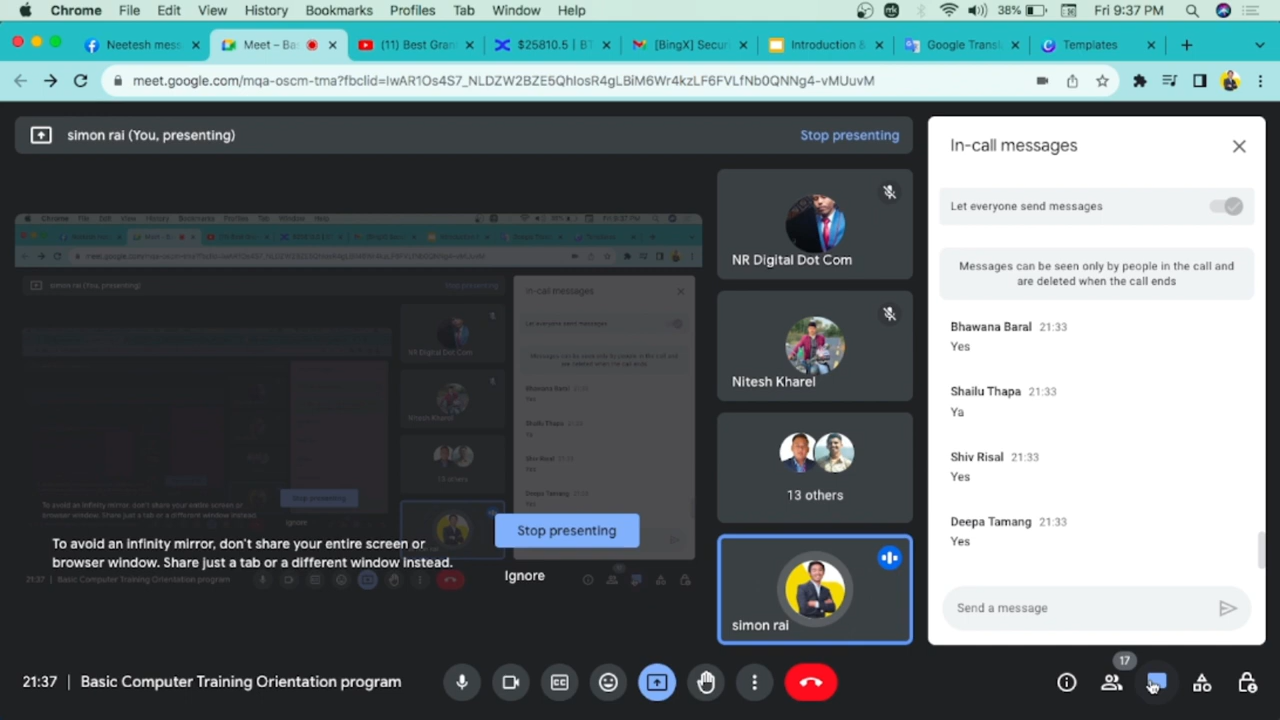 Chrome File Edit View History Bookmarks Profiles Tab Window Help 38% Fri 9:37 PM
Neetesh mess Meet – Bas (11) Best Gran $25810.5 | BT [BingX] Secur Introduction & Google Transl Templates
meet.google.com/mqa-oscm-tma?fbclid=IwAR1Os4S7_NLDZW2BZE5QhIosR4gLBiM6Wr4kzLF6FVLfNb0QNNg4-vMUuvM
simon rai (You, presenting) Stop presenting
NR Digital Dot Com
Nitesh Kharel
13 others
simon rai
To avoid an infinity mirror, don't share your entire screen or
browser window. Share just a tab or a different window instead.
Stop presenting
Ignore
In-call messages
Let everyone send messages
Messages can be seen only by people in the call and
are deleted when the call ends
Bhawana Baral 21:33
Yes
Shailu Thapa 21:33
Ya
Shiv Risal 21:33
Yes
Deepa Tamang 21:33
Yes
Send a message
21:37 | Basic Computer Training Orientation program
17